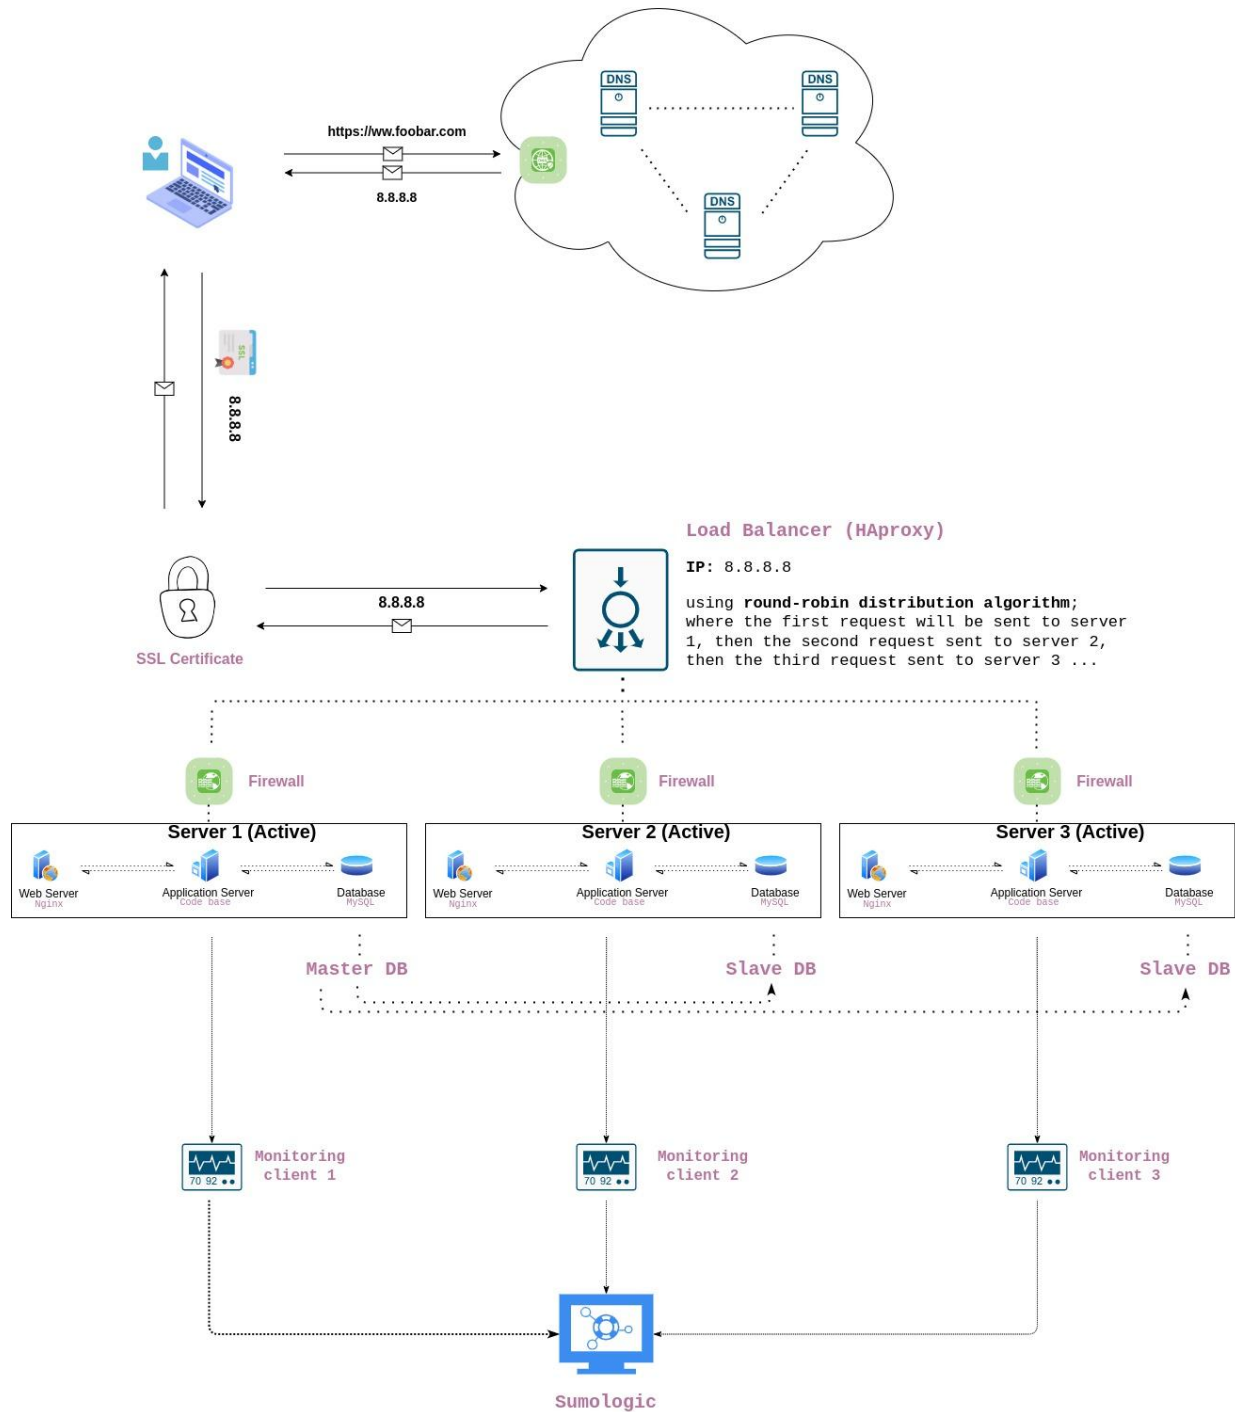 DNS
DNS
https://ww.foobar.com
8.8.8.8
DNS
SSL
8.8.8.8
Load Balancer (HAproxy)
IP: 8.8.8.8
using round-robin distribution algorithm;
where the first request will be sent to server
1, then the second request sent to server 2,
then the third request sent to server 3 ...
8.8.8.8
SSL Certificate
Firewall
Firewall
Firewall
Server 1 (Active)
Web Server
Nginx
Application Server
Code base
Database
MySQL
Server 2 (Active)
Web Server
Nginx
Application Server
Code base
Database
MySQL
Server 3 (Active)
Web Server
Nginx
Application Server
Code base
Database
MySQL
Master DB
Slave DB
Slave DB
70 92
Monitoring
client 1
70 92
Monitoring
client 2
70 92
Monitoring
client 3
Sumologic